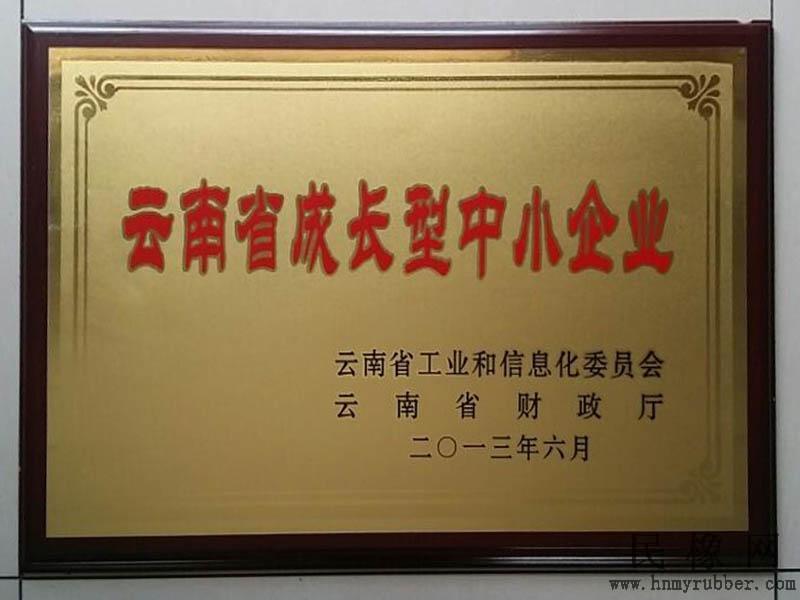 云南省成长型中小企业
云南省工业和信息化委员会
云南省财政厅
二〇一三年六月
民橡网
www.hnmyrubber.com